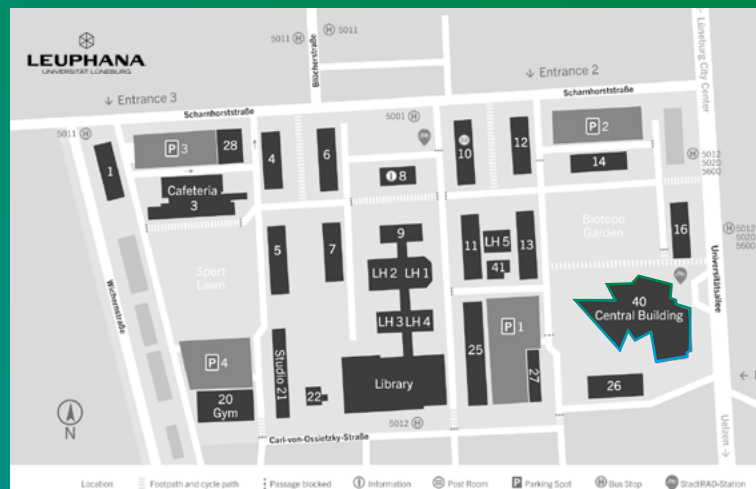 LEUPHANA
UNIVERSITÄT LÜNEBURG
5011 H
H 5011
Blücherstraße
Entrance 2
Entrance 3
Scharnhorststraße
Scharnhorststraße
Lüneburg City Center
5011 H
5001 H
P 3
28
4
6
10
12
P 2
14
H 5012
5020
5600
1
Cafeteria
3
i 8
Biotope
Garden
16
H 5012
5020
5600
5
7
9
11
LH 5
13
41
Sport
Lawn
LH 2
LH 1
Universitätsallee
Wichernstraße
40
Central Building
LH 3
LH 4
P 1
P 4
Studio 21
25
27
26
Library
20
Gym
22
N
5012 H
Carl-von-Ossietzky-Straße
Uelzen
Location
Footpath and cycle path
Passage blocked
Information
Post Room
P Parking Spot
H Bus Stop
StadtRAD-Station